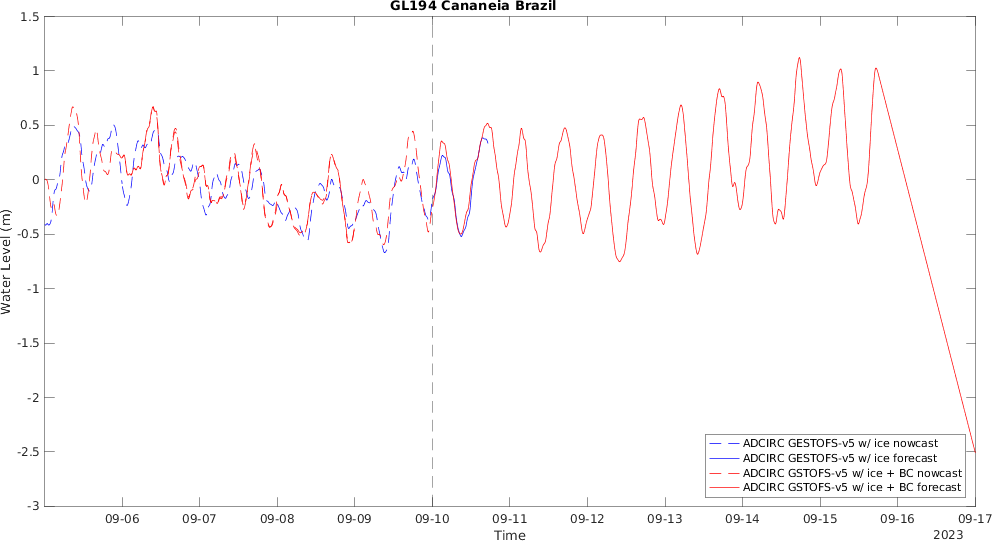 GL194 Cananeia Brazil
1.5
1
0.5
0
-0.5
-1
-1.5
-2
-2.5
-3
Water Level (m)
ADCIRC GESTOFS-v5 w/ ice nowcast
ADCIRC GESTOFS-v5 w/ ice forecast
ADCIRC GSTOFS-v5 w/ ice + BC nowcast
ADCIRC GSTOFS-v5 w/ ice + BC forecast
09-06 09-07 09-08 09-09 09-10 09-11 09-12 09-13 09-14 09-15 09-16 09-17
Time
2023